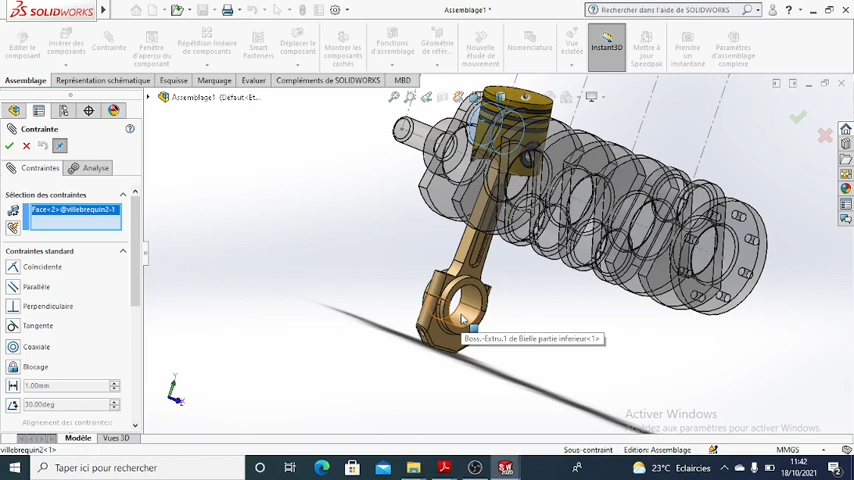 SOLIDWORKS
Assemblage1 *
Rechercher dans l'aide de SOLIDWORKS
Editer le composant
Insérer des composants
Contrainte
Fenêtre d'aperçu du composant
Répétition linéaire de composants
Smart Fasteners
Déplacer le composant
Montrer les composants cachés
Fonctions d'assemblage
Géométrie de référ...
Nouvelle étude de mouvement
Nomenclature
Vue éclatée
Instant3D
Mettre à jour Speedpak
Prendre un instantané
Paramètres d'assemblage complexe
Assemblage
Représentation schématique
Esquisse
Marquage
Evaluer
Compléments de SOLIDWORKS
MBD
Assemblage1 (Défaut<Et...
Contrainte
Contraintes
Analyse
Sélection des contraintes
Face<2>@villebrequin2-1
Contraintes standard
Coïncidente
Parallèle
Perpendiculaire
Tangente
Coaxiale
Blocage
1.00mm
30.00deg
Alignement des contraintes:
Boss.-Extru.1 de Bielle partie inferieur<1>
Y
Activer Windows
Accédez aux paramètres pour activer Windows.
Modèle
Vues 3D
villebrequin2<1>
Sous-contraint
Edition: Assemblage
MMGS
Taper ici pour rechercher
SW
2020
23°C Eclaircies
11:42
18/10/2021
2